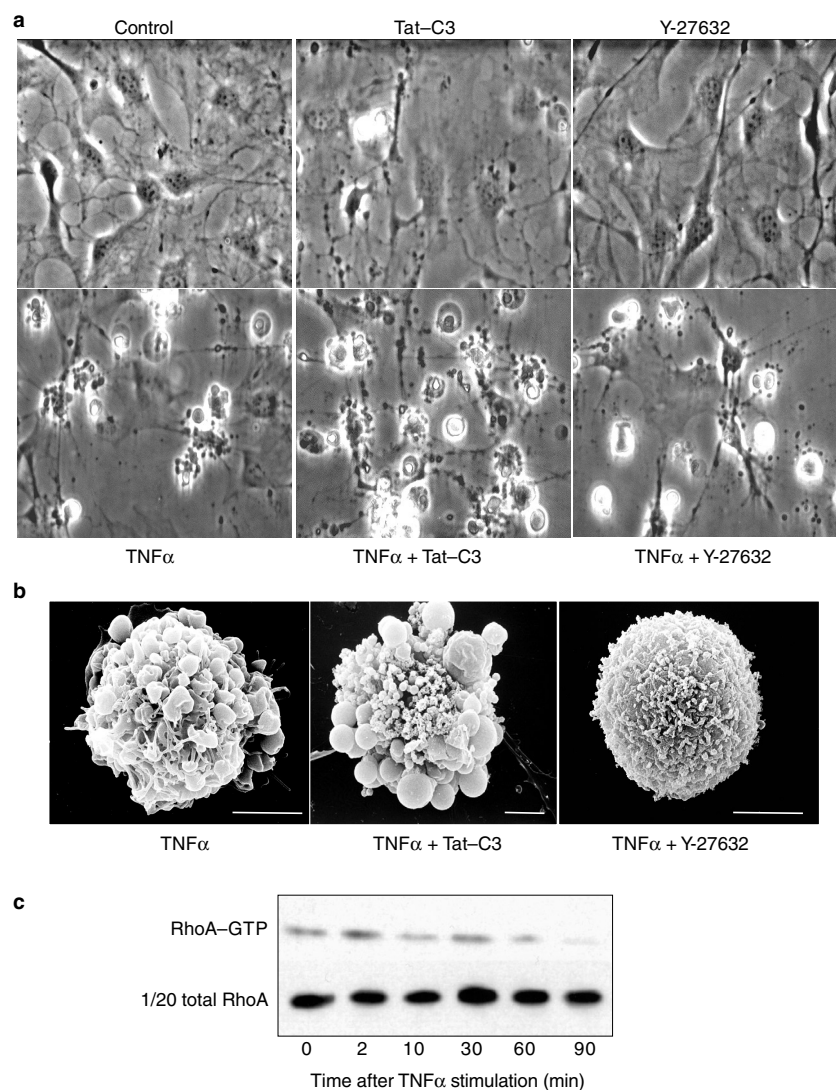 a
Control Tat–C3 Y-27632
TNFα TNFα + Tat–C3 TNFα + Y-27632
b
TNFα TNFα + Tat–C3 TNFα + Y-27632
c
RhoA–GTP
1/20 total RhoA
0 2 10 30 60 90
Time after TNFα stimulation (min)